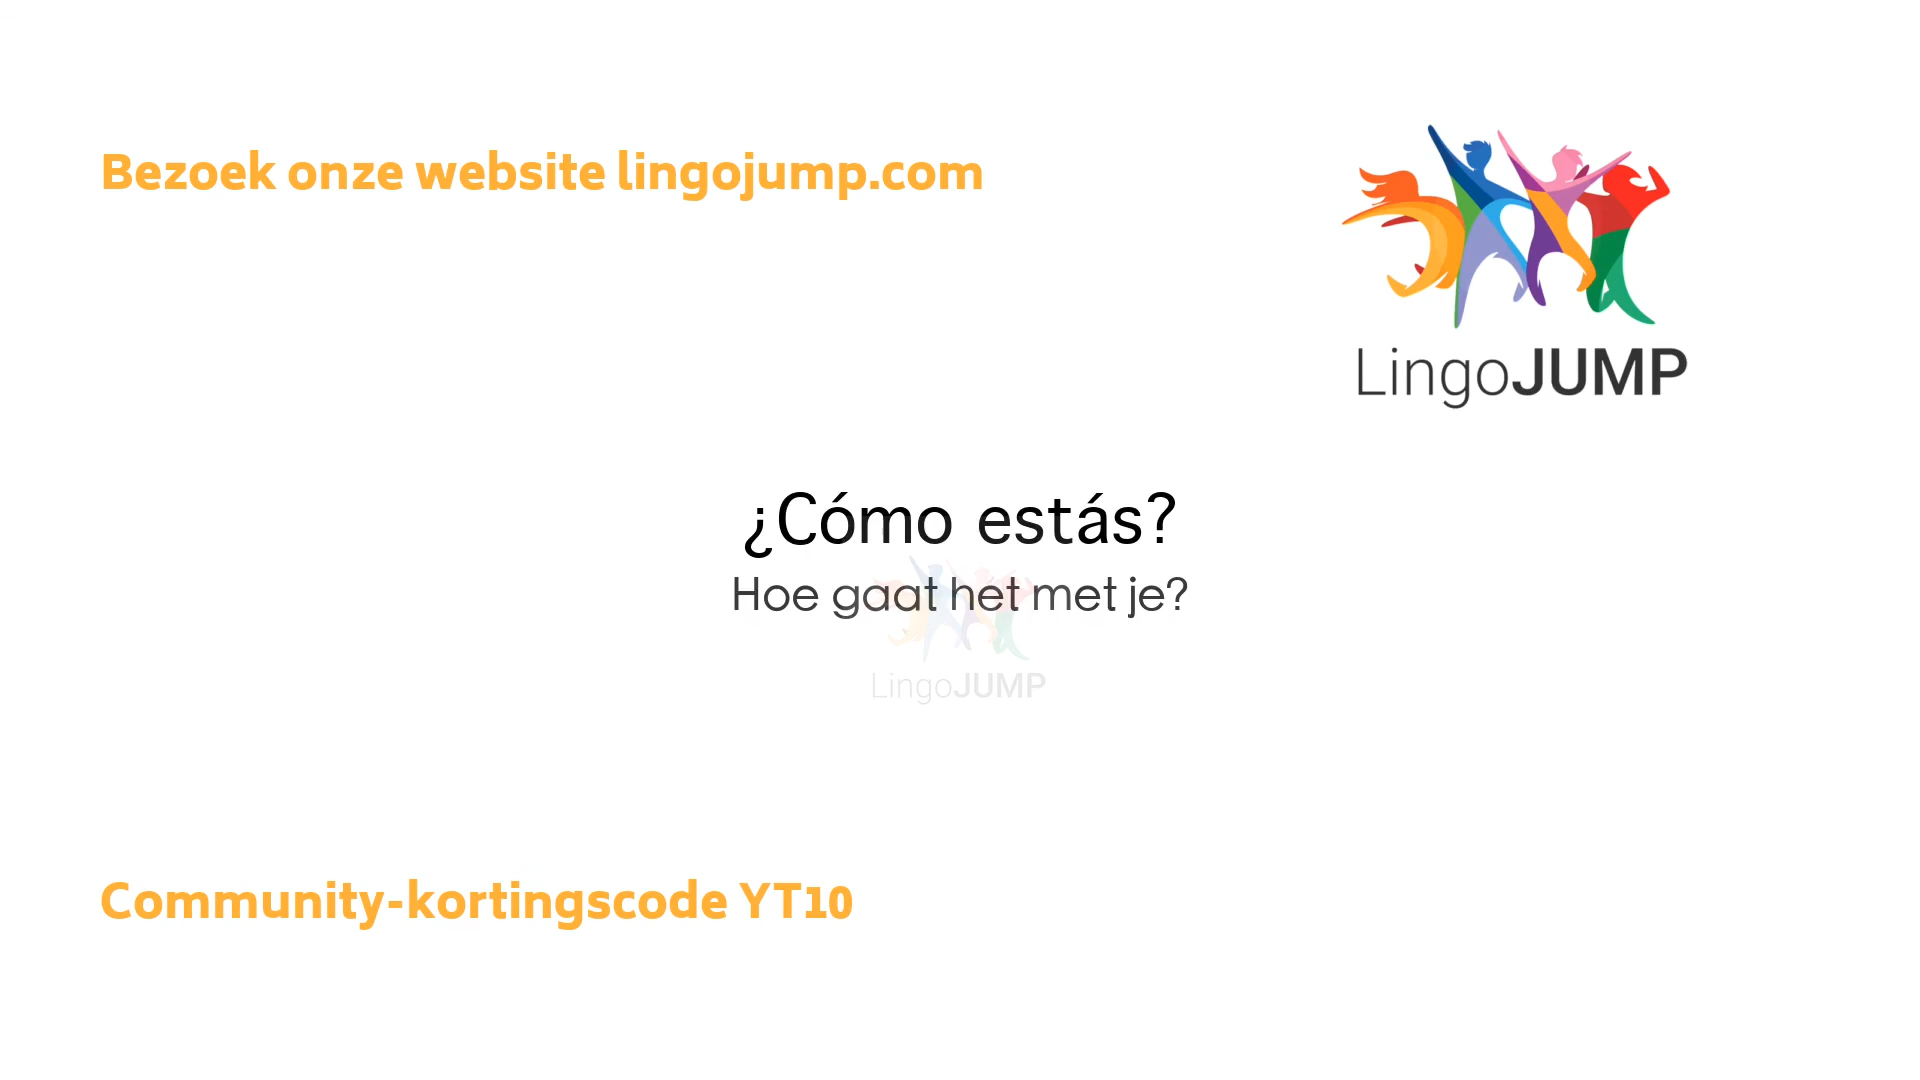 Bezoek onze website lingojump.com
LingoJUMP
¿Cómo estás?
Hoe gaat het met je?
LingoJUMP
Community-kortingscode YT10